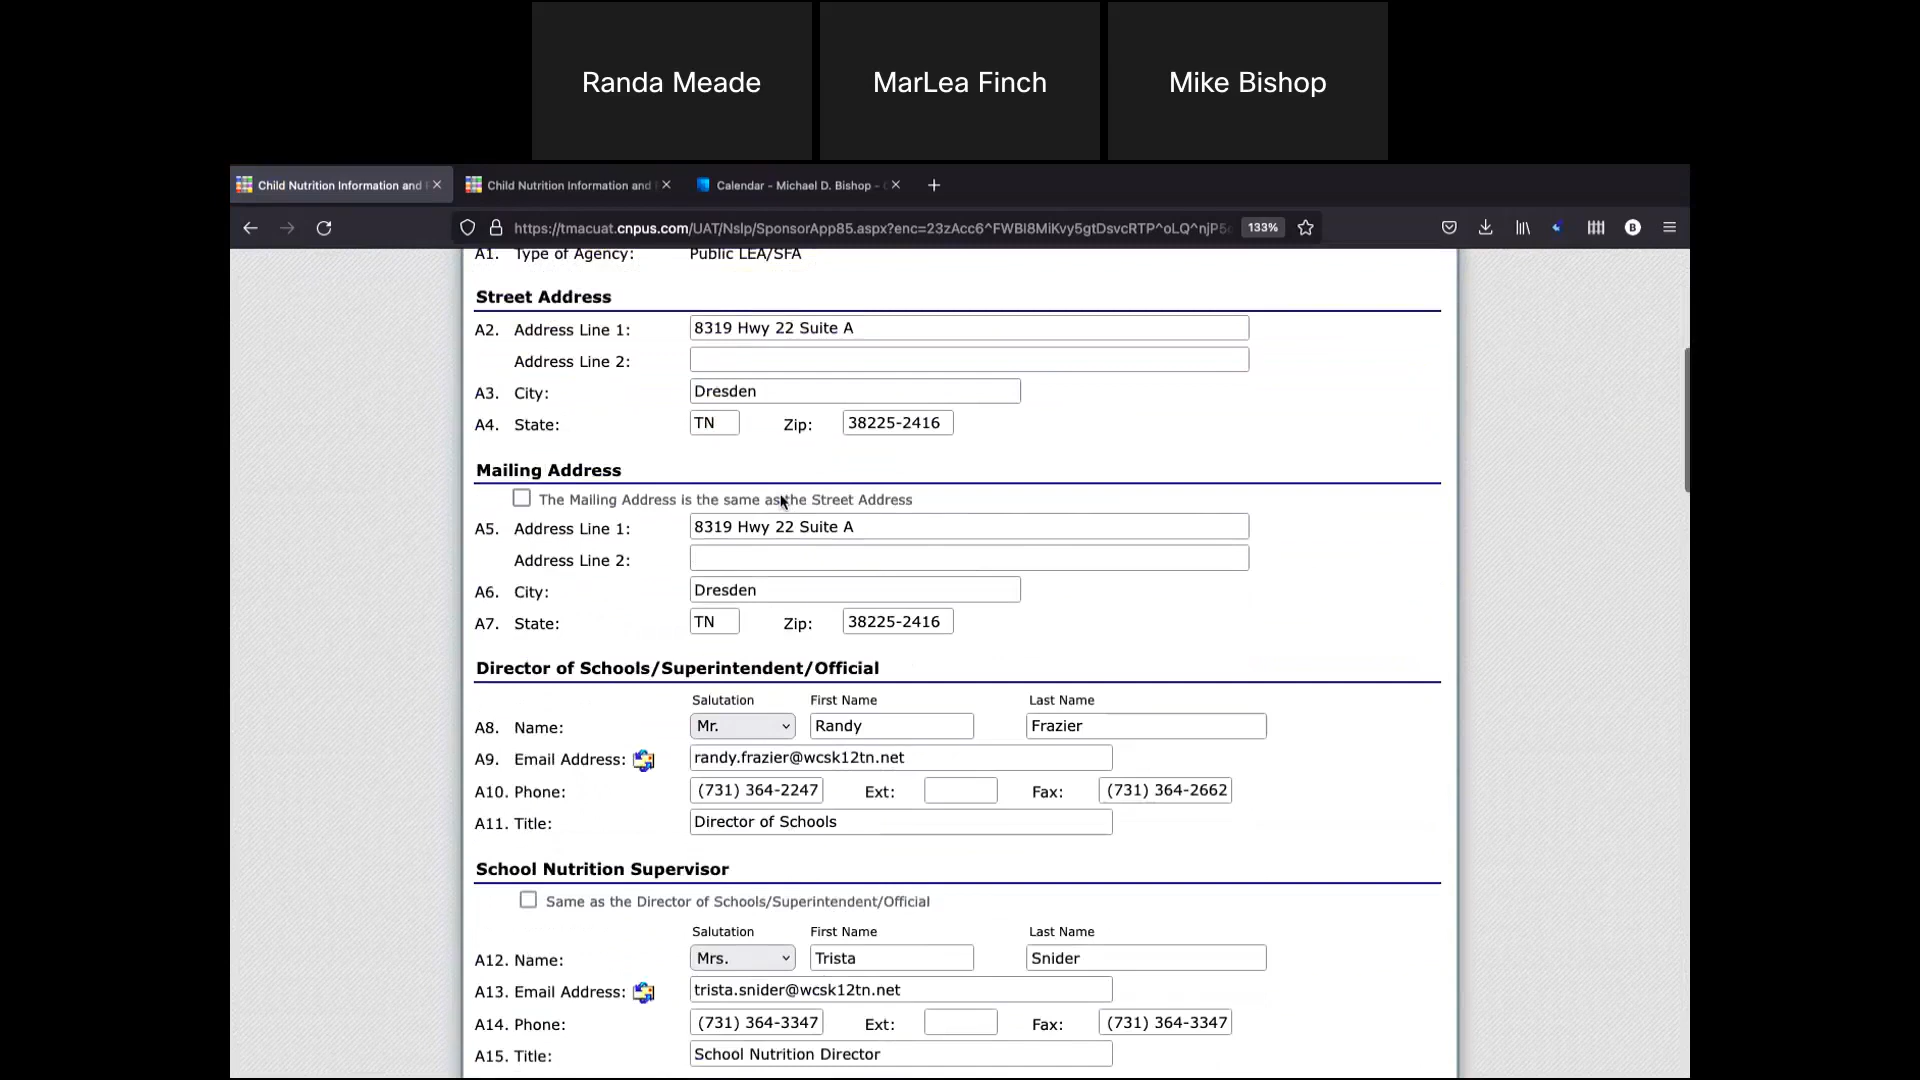 Randa Meade
MarLea Finch
Mike Bishop
Child Nutrition Information and
Child Nutrition Information and
Calendar - Michael D. Bishop -
https://tmacuat.cnpus.com/UAT/Nslp/SponsorApp85.aspx?enc=23zAcc6^FWBI8MiKvy5gtDsvcRTP^oLQ^njP5
133%
A1. Type of Agency: Public LEA/SFA
Street Address
A2. Address Line 1: 8319 Hwy 22 Suite A
Address Line 2:
A3. City: Dresden
A4. State: TN Zip: 38225-2416
Mailing Address
The Mailing Address is the same as the Street Address
A5. Address Line 1: 8319 Hwy 22 Suite A
Address Line 2:
A6. City: Dresden
A7. State: TN Zip: 38225-2416
Director of Schools/Superintendent/Official
Salutation First Name Last Name
A8. Name: Mr. Randy Frazier
A9. Email Address: randy.frazier@wcsk12tn.net
A10. Phone: (731) 364-2247 Ext: Fax: (731) 364-2662
A11. Title: Director of Schools
School Nutrition Supervisor
Same as the Director of Schools/Superintendent/Official
Salutation First Name Last Name
A12. Name: Mrs. Trista Snider
A13. Email Address: trista.snider@wcsk12tn.net
A14. Phone: (731) 364-3347 Ext: Fax: (731) 364-3347
A15. Title: School Nutrition Director